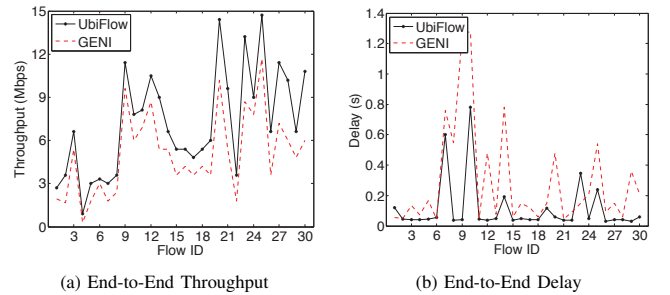 15
12
9
6
3
0
Throughput (Mbps)
UbiFlow
GENI
3 6 9 12 15 18 21 24 27 30
Flow ID
(a) End-to-End Throughput
1.4
1.2
1
0.8
0.6
0.4
0.2
0
Delay (s)
UbiFlow
GENI
3 6 9 12 15 18 21 24 27 30
Flow ID
(b) End-to-End Delay